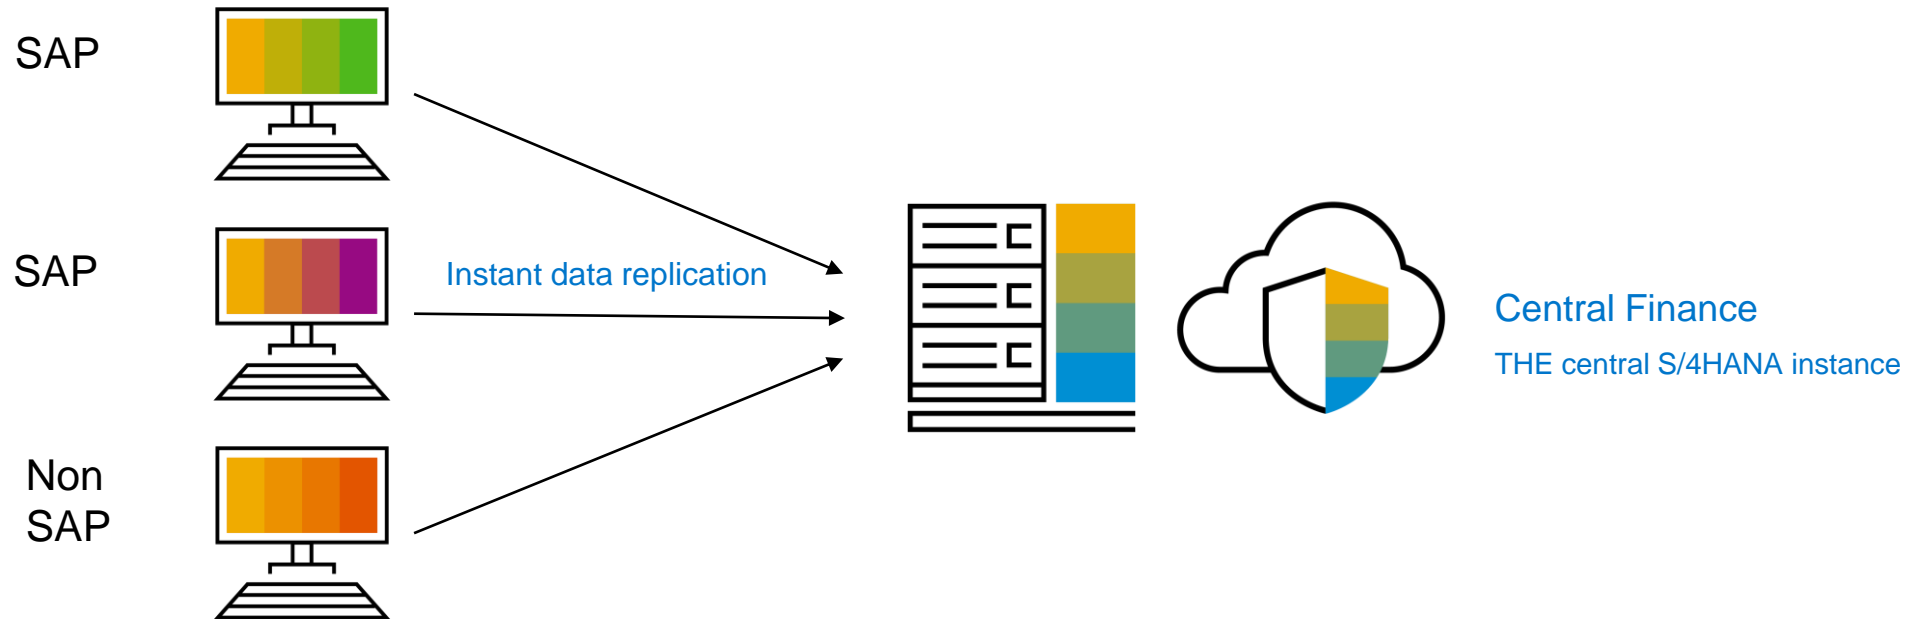 SAP
SAP
Instant data replication
Non
SAP
Central Finance
THE central S/4HANA instance